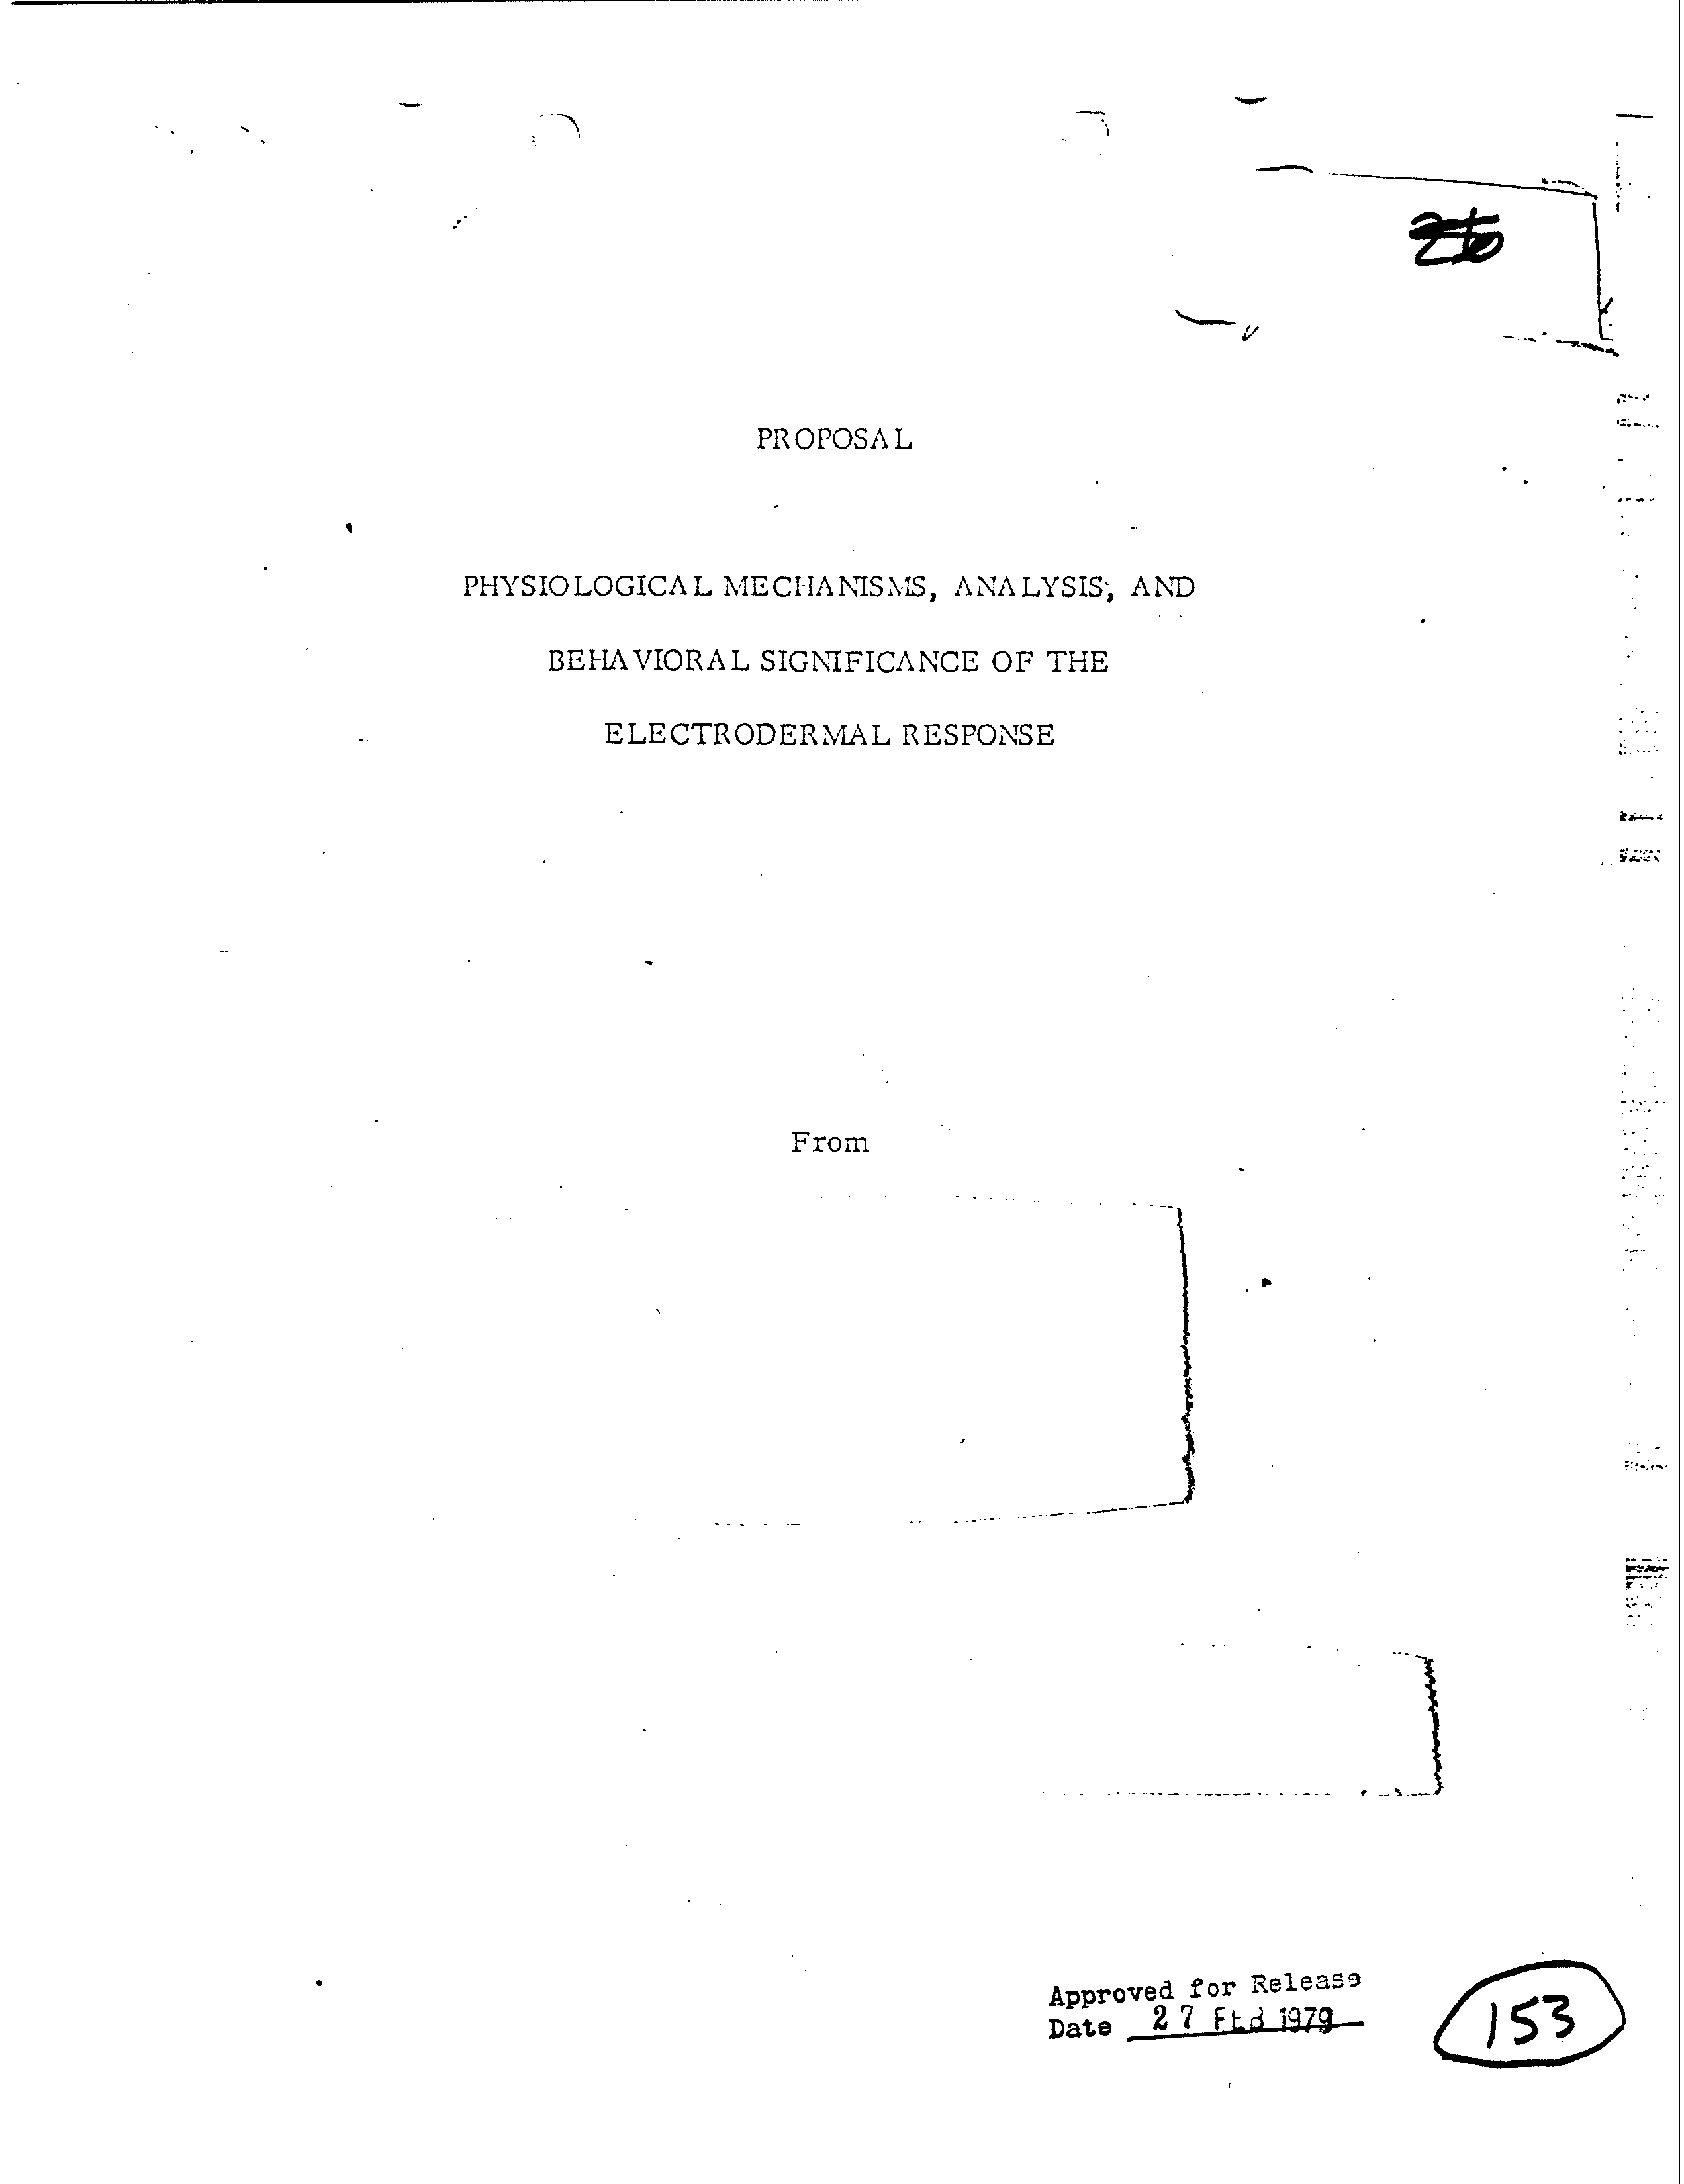 PROPOSAL
PHYSIOLOGICAL MECHANISMS, ANALYSIS, AND
BEHAVIORAL SIGNIFICANCE OF THE
ELECTRODERMAL RESPONSE
From
Approved for Release
Date 27 FEB 1979
153